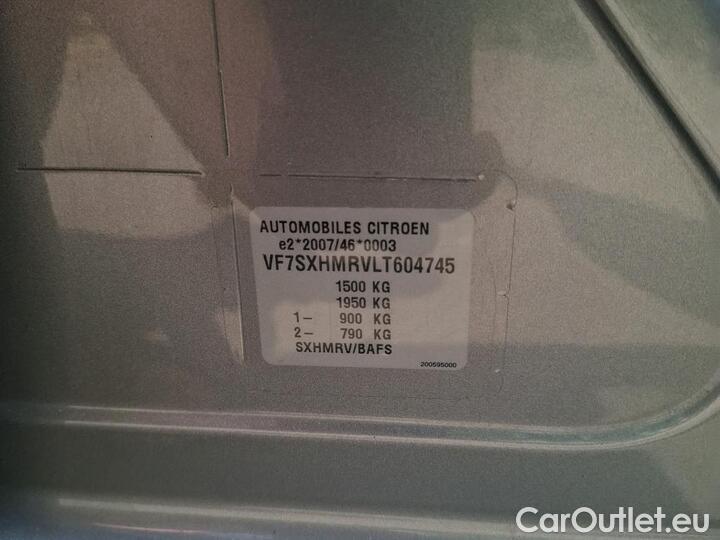 AUTOMOBILES CITROEN
e2*2007/46*0003
VF7SXHMRVLT604745
1500 KG
1950 KG
1- 900 KG
2- 790 KG
SXHMRV/BAFS
200595000
CarOutlet.eu